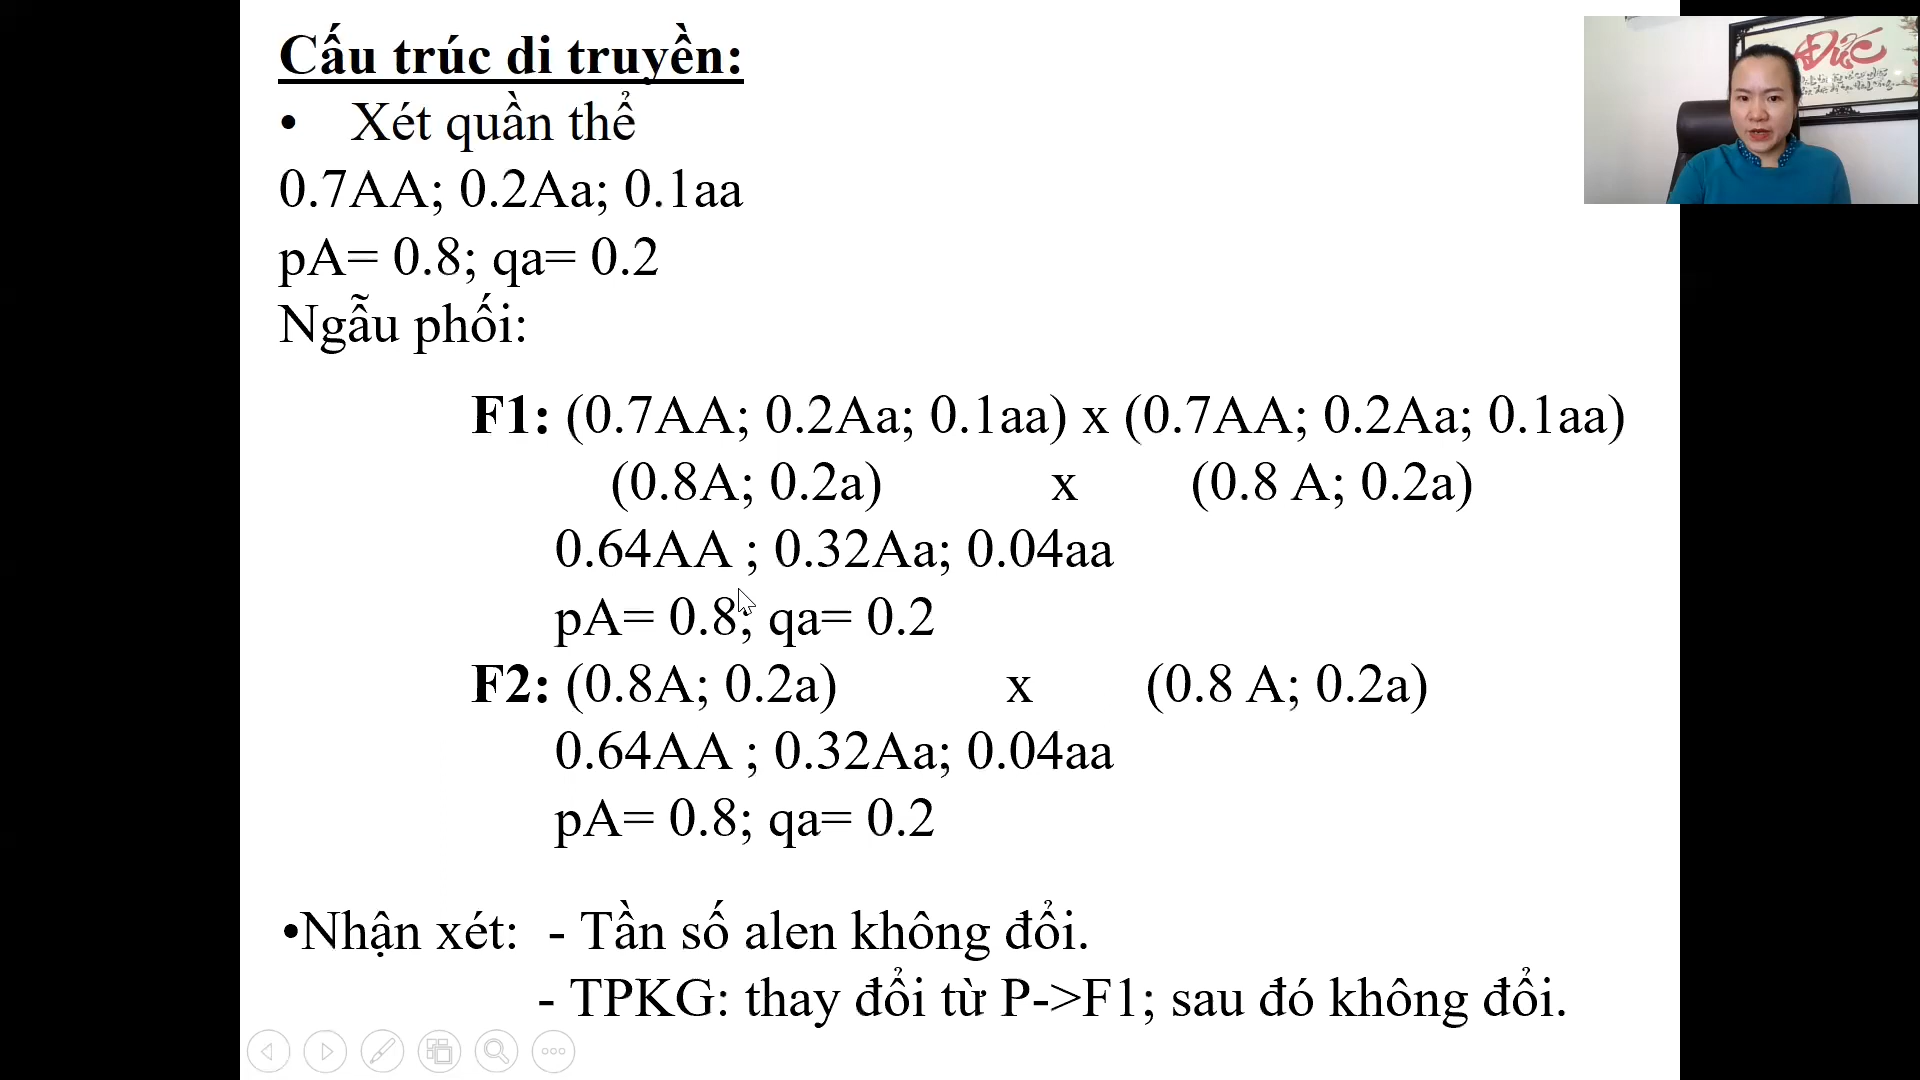 Cấu trúc di truyền:
• Xét quần thể
0.7AA; 0.2Aa; 0.1aa
pA= 0.8; qa= 0.2
Ngẫu phối:
F1: (0.7AA; 0.2Aa; 0.1aa) x (0.7AA; 0.2Aa; 0.1aa)
(0.8A; 0.2a) x (0.8 A; 0.2a)
0.64AA ; 0.32Aa; 0.04aa
pA= 0.8; qa= 0.2
F2: (0.8A; 0.2a) x (0.8 A; 0.2a)
0.64AA ; 0.32Aa; 0.04aa
pA= 0.8; qa= 0.2
•Nhận xét: - Tần số alen không đổi.
- TPKG: thay đổi từ P->F1; sau đó không đổi.